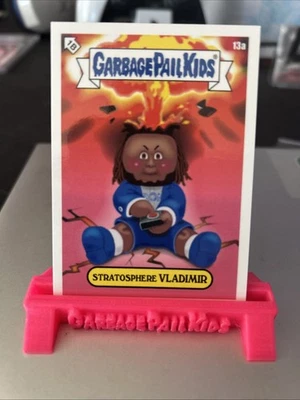 13a
GARBAGE PAIL KIDS
STRATOSPHERE VLADIMIR
GARBAGE PAIL KIDS